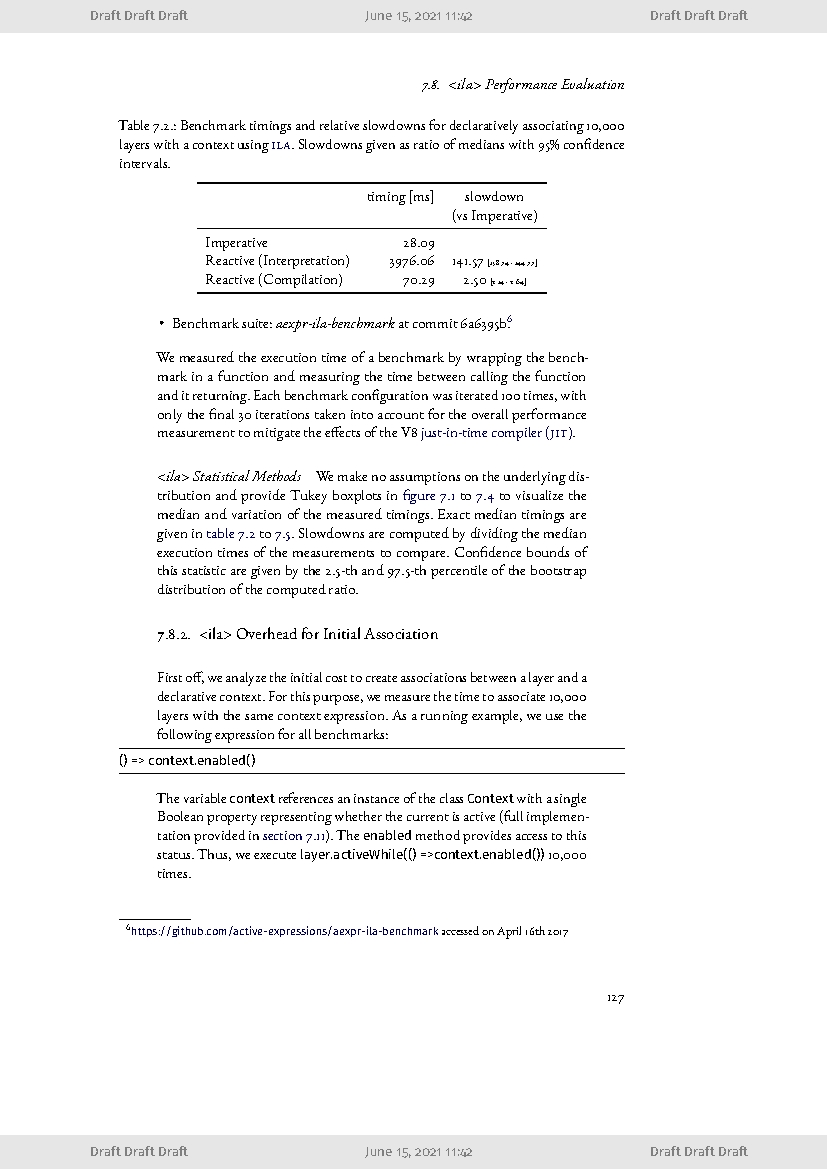 Draft Draft Draft June 15, 2021 11:42 Draft Draft Draft
7.8. <ila> Performance Evaluation
Table 7.2.: Benchmark timings and relative slowdowns for declaratively associating 10,000
layers with a context using ILA. Slowdowns given as ratio of medians with 95% confidence
intervals.
timing [ms] slowdown
(vs Imperative)
Imperative 28.09
Reactive (Interpretation) 3976.06 141.57
Reactive (Compilation) 70.29 2.50
• Benchmark suite: aexpr-ila-benchmark at commit 6a6395b.6
We measured the execution time of a benchmark by wrapping the bench-
mark in a function and measuring the time between calling the function
and it returning. Each benchmark configuration was iterated 100 times, with
only the final 30 iterations taken into account for the overall performance
measurement to mitigate the effects of the V8 just-in-time compiler (JIT).
<ila> Statistical Methods We make no assumptions on the underlying dis-
tribution and provide Tukey boxplots in figure 7.1 to 7.4 to visualize the
median and variation of the measured timings. Exact median timings are
given in table 7.2 to 7.5. Slowdowns are computed by dividing the median
execution times of the measurements to compare. Confidence bounds of
this statistic are given by the 2.5-th and 97.5-th percentile of the bootstrap
distribution of the computed ratio.
7.8.2. <ila> Overhead for Initial Association
First off, we analyze the initial cost to create associations between a layer and a
declarative context. For this purpose, we measure the time to associate 10,000
layers with the same context expression. As a running example, we use the
following expression for all benchmarks:
() => context.enabled()
The variable context references an instance of the class Context with a single
Boolean property representing whether the current is active (full implemen-
tation provided in section 7.11). The enabled method provides access to this
status. Thus, we execute layer.activeWhile(() =>context.enabled()) 10,000
times.
6https://github.com/active-expressions/aexpr-ila-benchmark accessed on April 16th 2017
127
Draft Draft Draft June 15, 2021 11:42 Draft Draft Draft